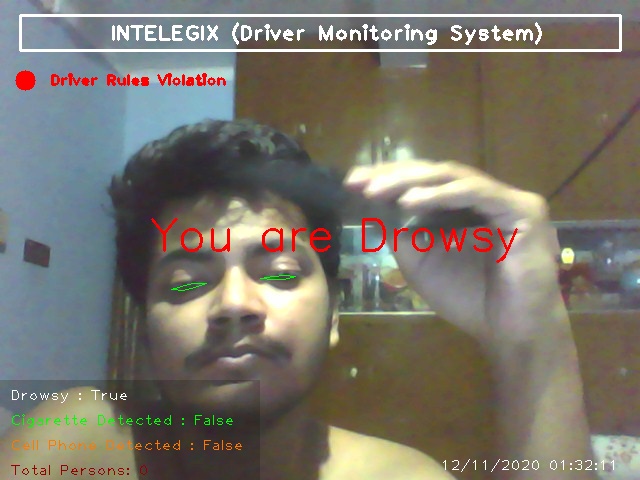 INTELEGIX (Driver Monitoring System)
Driver Rules Violation
You are Drowsy
Drowsy : True
Cigarette Detected : False
Cell Phone Detected : False
Total Persons: 0
12/11/2020 01:32:11